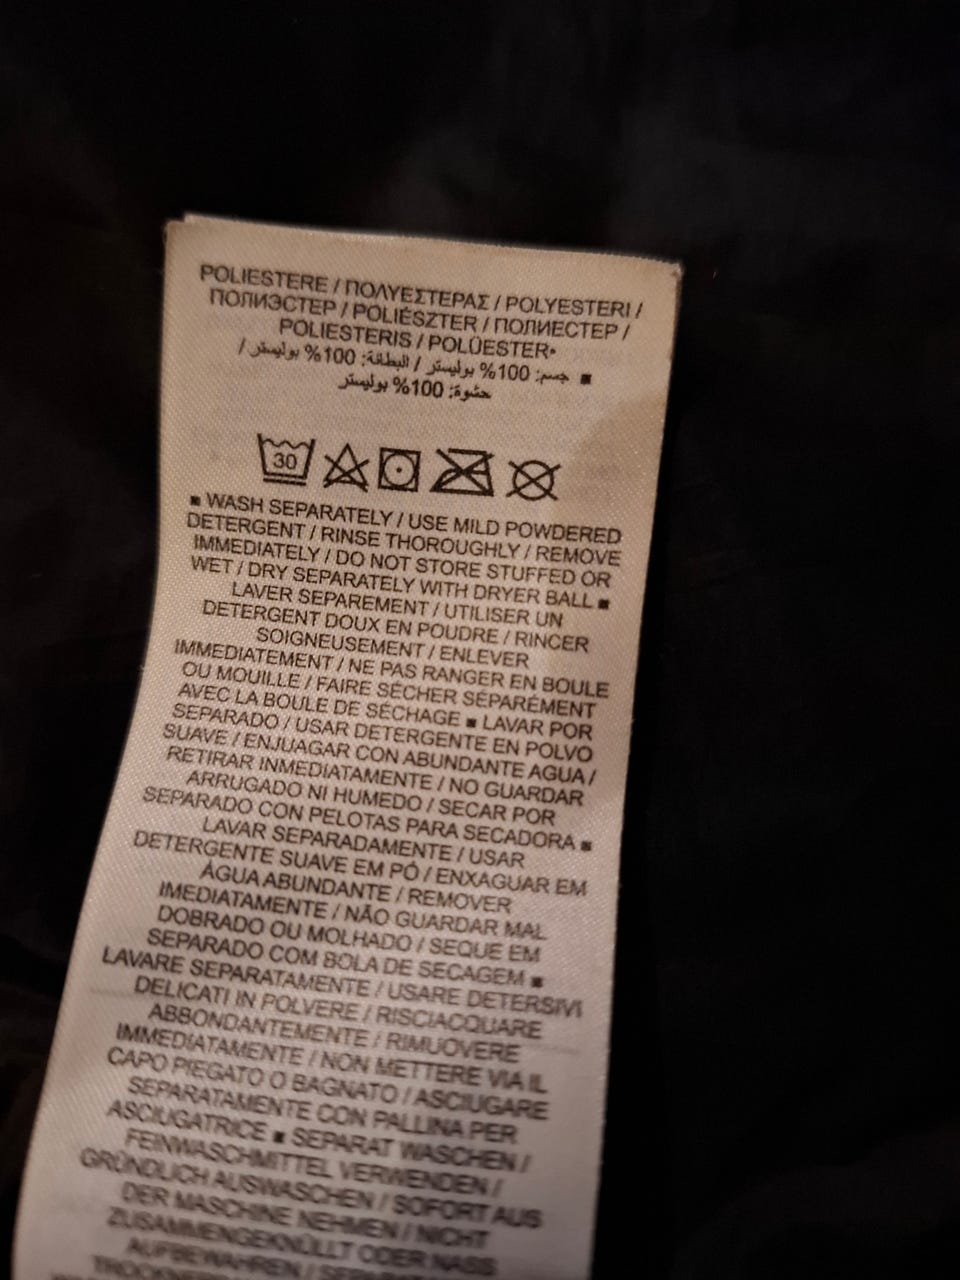 POLIESTERE / ΠΟΛΥΕΣΤΕΡΑΣ / POLYESTERI /
ПОЛИЭСТЕР / POLIÉSZTER / ПОЛИЕСТЕР /
POLIESTERIS / POLÜESTER•
■ جسم: 100% بوليستر / البطانة: 100% بوليستر /
حشوة: 100% بوليستر
30
■ WASH SEPARATELY / USE MILD POWDERED
DETERGENT / RINSE THOROUGHLY / REMOVE
IMMEDIATELY / DO NOT STORE STUFFED OR
WET / DRY SEPARATELY WITH DRYER BALL ■
LAVER SEPAREMENT / UTILISER UN
DETERGENT DOUX EN POUDRE / RINCER
SOIGNEUSEMENT / ENLEVER
IMMEDIATEMENT / NE PAS RANGER EN BOULE
OU MOUILLE / FAIRE SÉCHER SÉPARÉMENT
AVEC LA BOULE DE SÉCHAGE ■ LAVAR POR
SEPARADO / USAR DETERGENTE EN POLVO
SUAVE / ENJUAGAR CON ABUNDANTE AGUA /
RETIRAR INMEDIATAMENTE / NO GUARDAR
ARRUGADO NI HUMEDO / SECAR POR
SEPARADO CON PELOTAS PARA SECADORA ■
LAVAR SEPARADAMENTE / USAR
DETERGENTE SUAVE EM PÓ / ENXAGUAR EM
ÁGUA ABUNDANTE / REMOVER
IMEDIATAMENTE / NÃO GUARDAR MAL
DOBRADO OU MOLHADO / SEQUE EM
SEPARADO COM BOLA DE SECAGEM ■
LAVARE SEPARATAMENTE / USARE DETERSIVI
DELICATI IN POLVERE / RISCIACQUARE
ABBONDANTEMENTE / RIMUOVERE
IMMEDIATAMENTE / NON METTERE VIA IL
CAPO PIEGATO O BAGNATO / ASCIUGARE
SEPARATAMENTE CON PALLINA PER
ASCIUGATRICE ■ SEPARAT WASCHEN /
FEINWASCHMITTEL VERWENDEN /
GRÜNDLICH AUSWASCHEN / SOFORT AUS
DER MASCHINE NEHMEN / NICHT
ZUSAMMENGEKNÜLLT ODER NASS
AUFBEWAHREN /